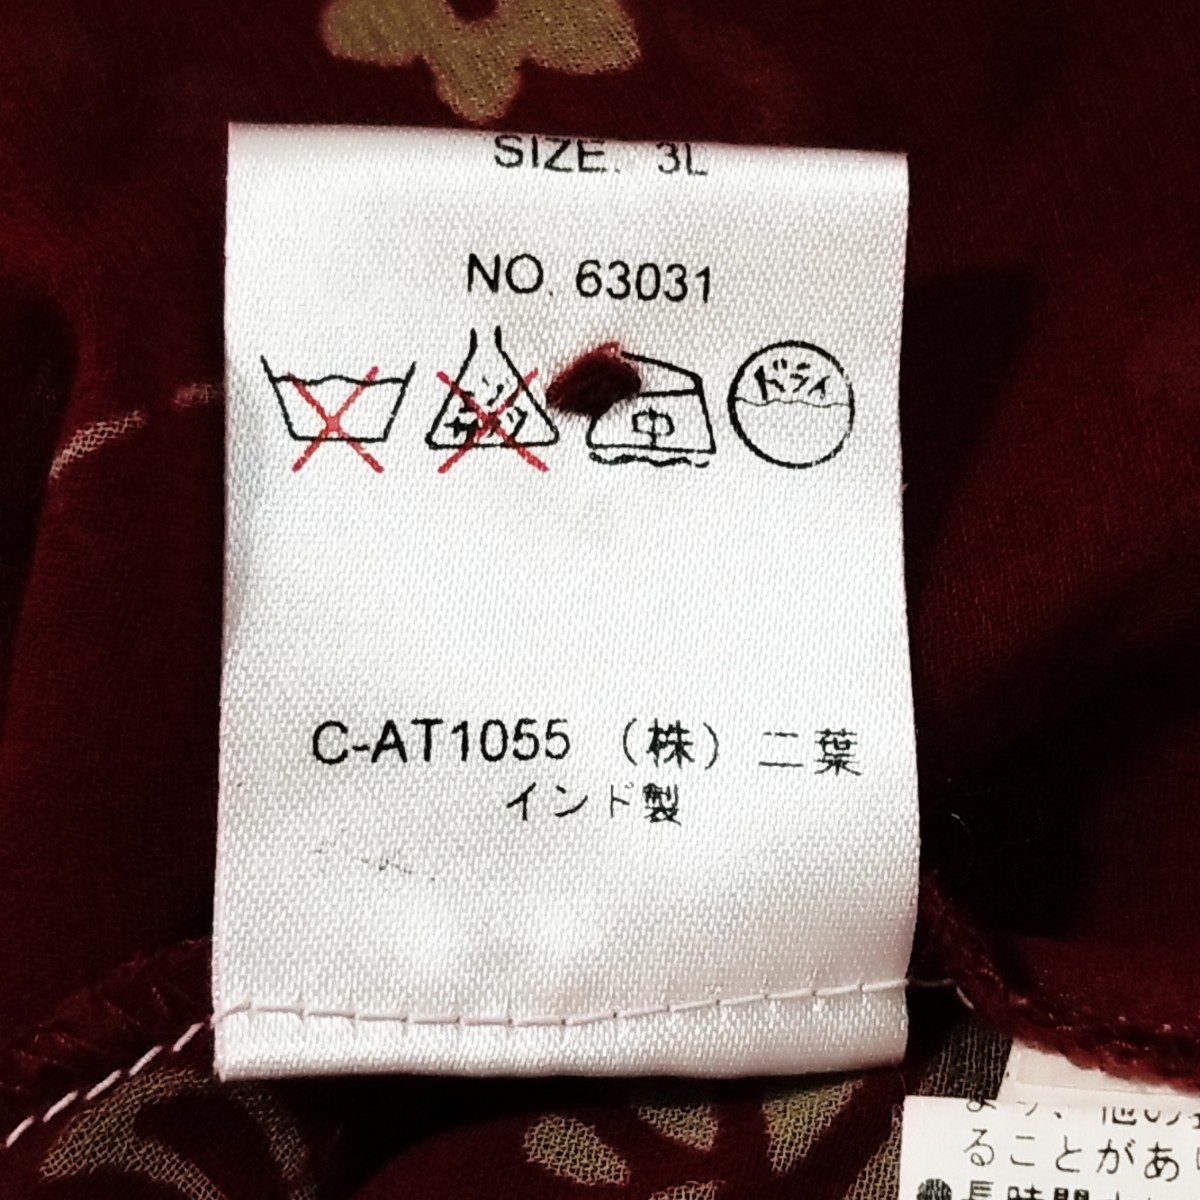 SIZE. 3L
NO. 63031
中 ドライ
C-AT1055 (株) 二葉
インド製
ることがあ